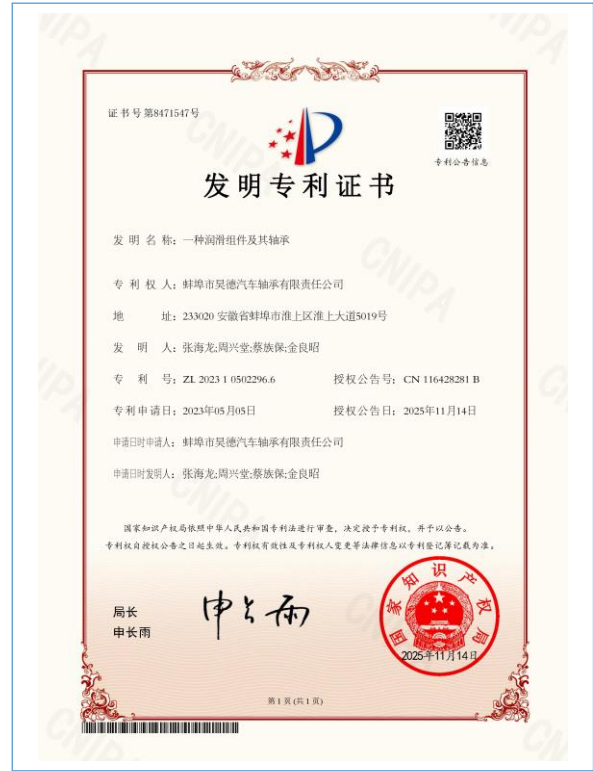 证书号第8471547号
专利公告信息
发明专利证书
发明名称：一种润滑组件及其轴承
专利权人：蚌埠市昊德汽车轴承有限责任公司
地址：233020 安徽省蚌埠市淮上区淮上大道5019号
发明人：张海龙;周兴堂;蔡族保;金良昭
专利号：ZL 2023 1 0502296.6 授权公告号：CN 116428281 B
专利申请日：2023年05月05日 授权公告日：2025年11月14日
申请日时申请人：蚌埠市昊德汽车轴承有限责任公司
申请日时发明人：张海龙;周兴堂;蔡族保;金良昭
国家知识产权局依照中华人民共和国专利法进行审查，决定授予专利权，并予以公告。
专利权自授权公告之日起生效。专利权有效性及专利权人变更等法律信息以专利登记簿记载为准。
局长
申长雨
申长雨
国家知识产权局
2025年11月14日
第1页(共1页)
CNIPA